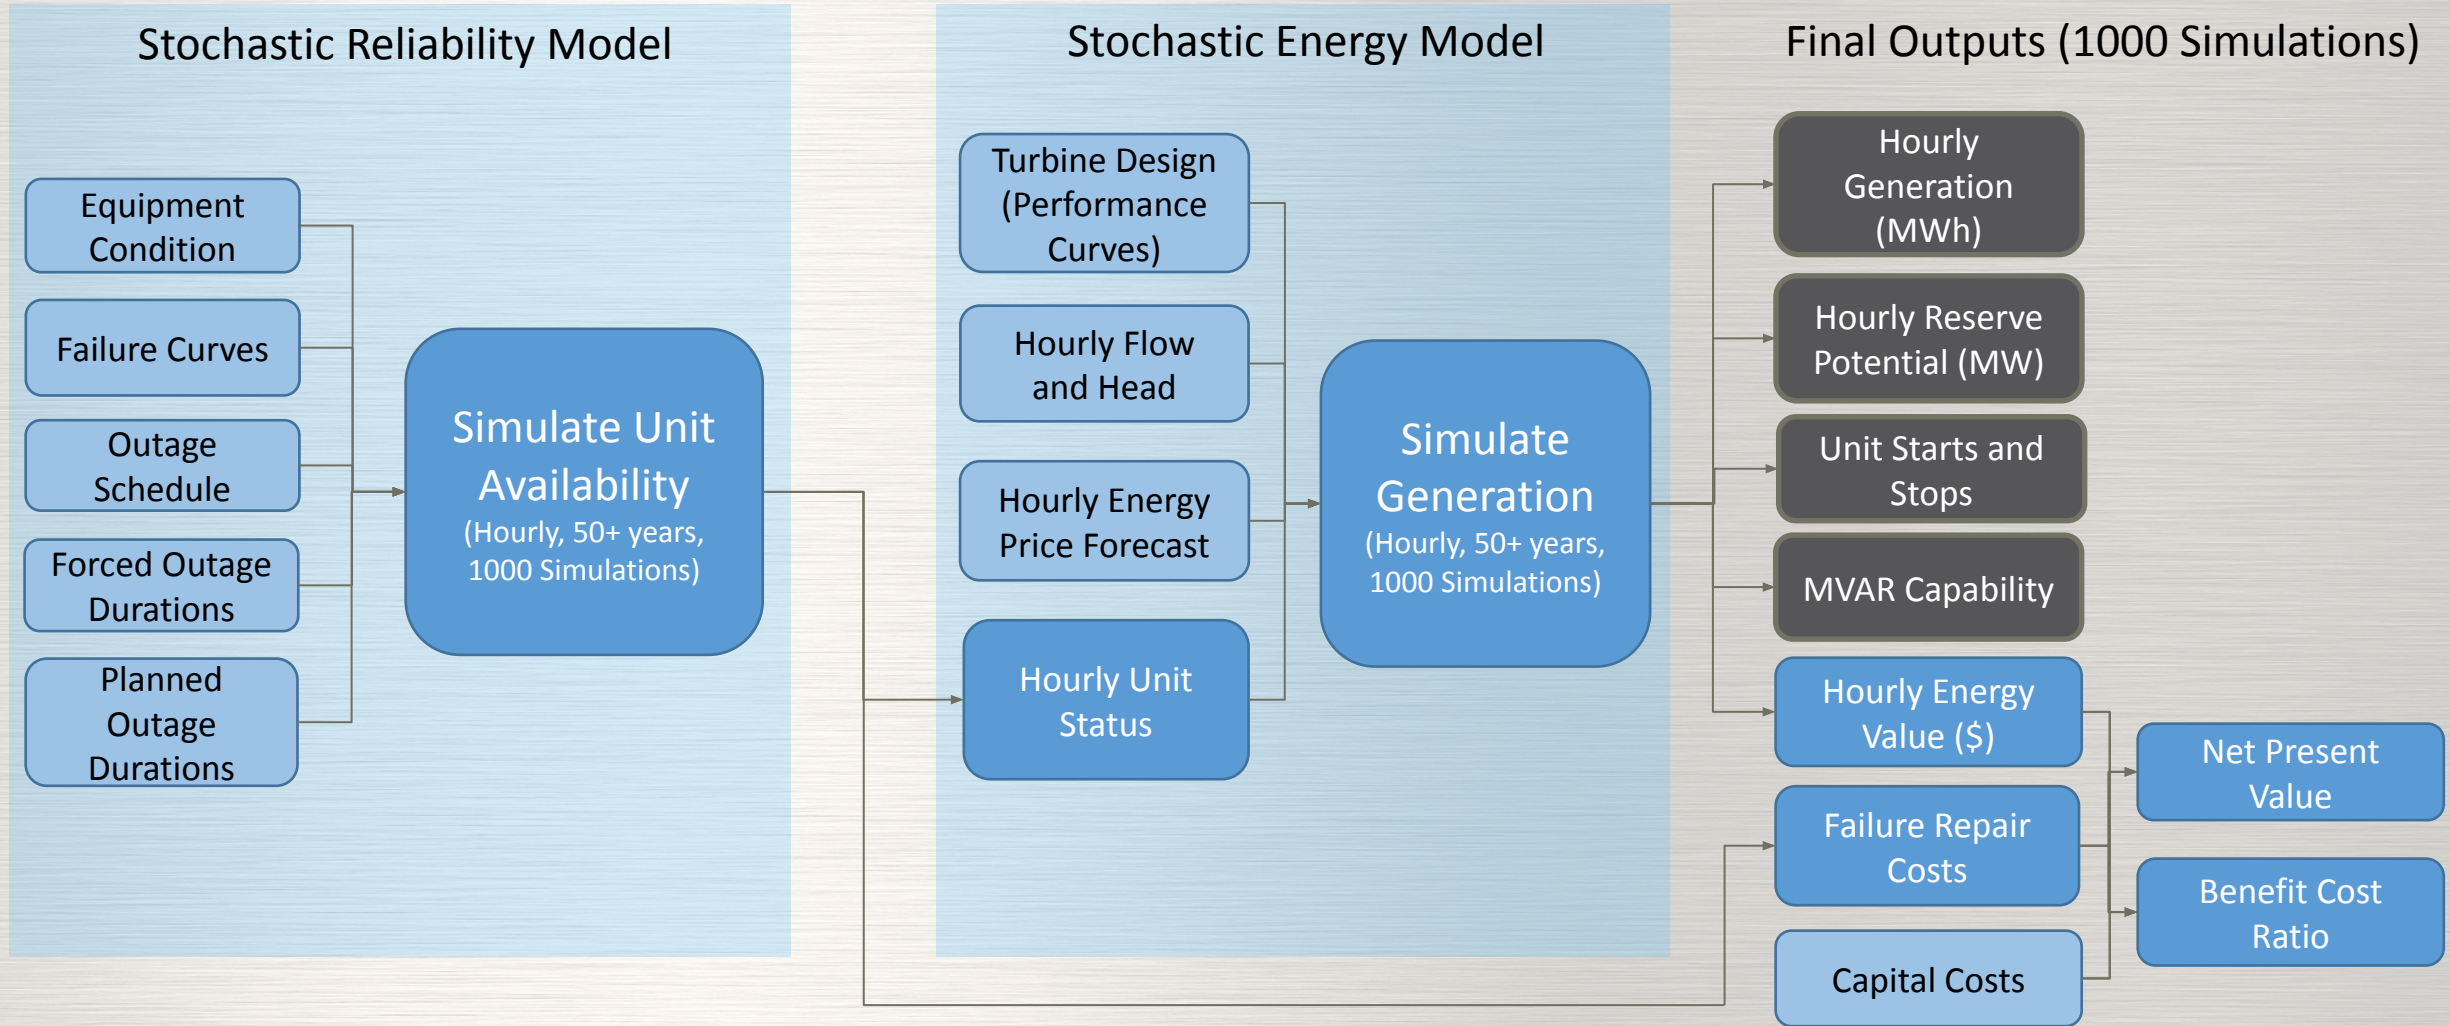 Stochastic Reliability Model
Equipment
Condition
Failure Curves
Outage
Schedule
Forced Outage
Durations
Planned
Outage
Durations
Simulate Unit
Availability
(Hourly, 50+ years,
1000 Simulations)
Stochastic Energy Model
Turbine Design
(Performance
Curves)
Hourly Flow
and Head
Hourly Energy
Price Forecast
Hourly Unit
Status
Simulate
Generation
(Hourly, 50+ years,
1000 Simulations)
Final Outputs (1000 Simulations)
Hourly
Generation
(MWh)
Hourly Reserve
Potential (MW)
Unit Starts and
Stops
MVAR Capability
Hourly Energy
Value ($)
Failure Repair
Costs
Capital Costs
Net Present
Value
Benefit Cost
Ratio